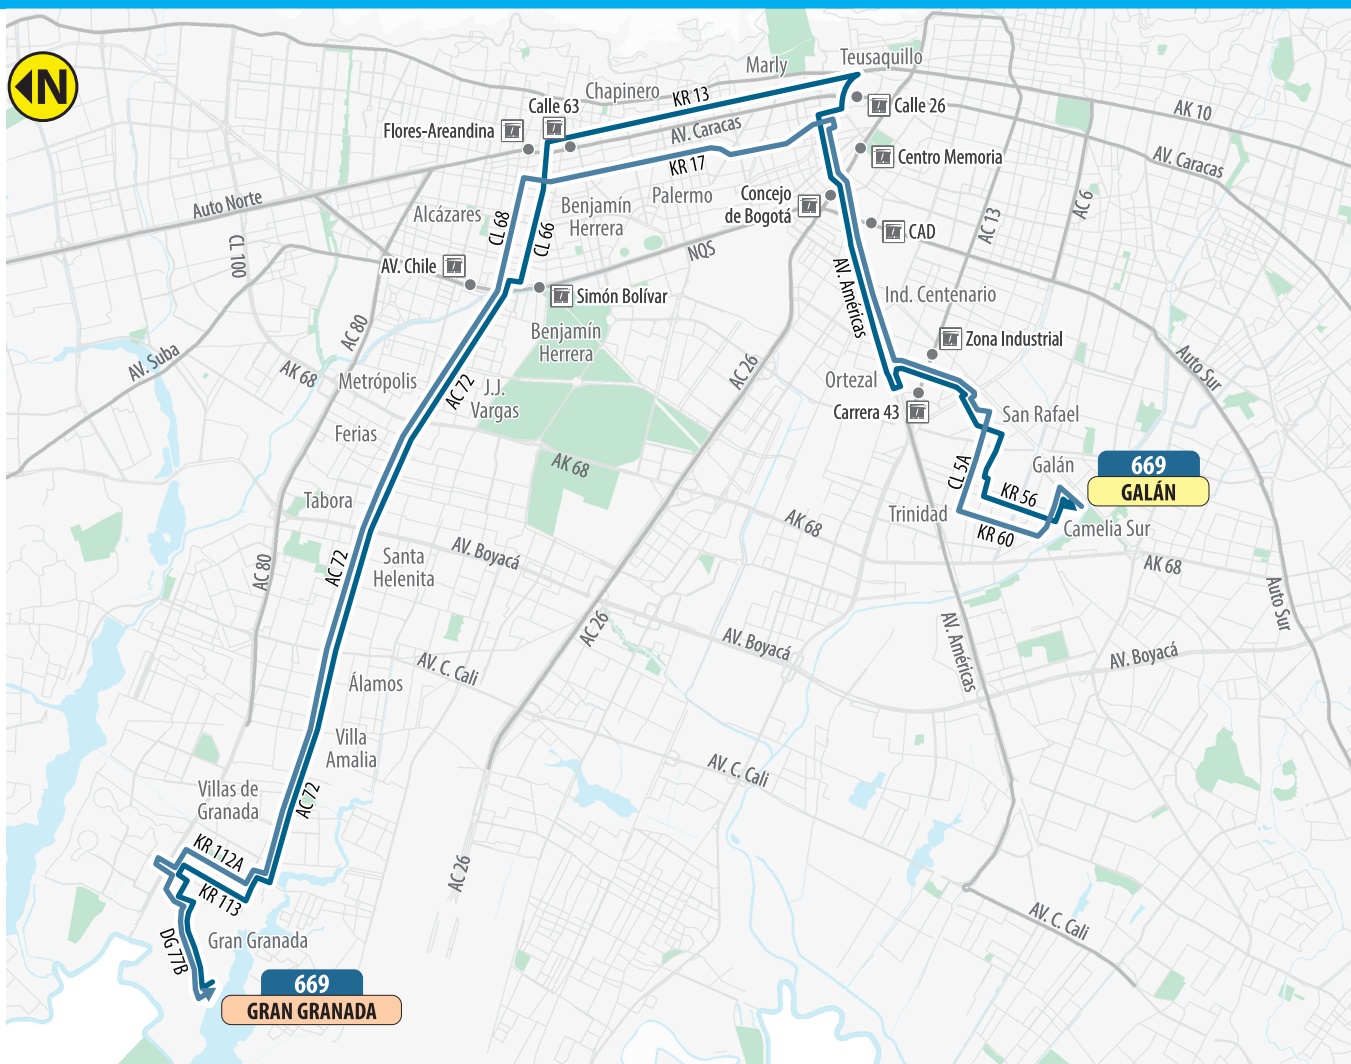 N
Marly
Teusaquillo
Chapinero
KR 13
Calle 63
Calle 26
AK 10
Flores-Areandina
AV. Caracas
AV. Caracas
Centro Memoria
KR 17
Palermo
Concejo
de Bogotá
AC 6
Auto Norte
Alcázares
Benjamín
Herrera
CL 68
CL 66
AC 13
CAD
CL 100
NQS
AV. Chile
Simón Bolívar
AV. Américas
Ind. Centenario
Benjamín
Herrera
AC 80
Zona Industrial
AV. Suba
AK 68
Metrópolis
AC 72
J.J.
Vargas
AC 26
Ortezal
Auto Sur
Carrera 43
San Rafael
Ferias
AK 68
CL 5A
Galán
669
GALÁN
Tabora
KR 56
Trinidad
AK 68
KR 60
Camelia Sur
AC 72
Santa
Helenita
AV. Boyacá
AC 80
AK 68
Auto Sur
AC 26
AV. Boyacá
AV. Américas
AV. Boyacá
AV. C. Cali
Álamos
Villa
Amalia
AV. C. Cali
Villas de
Granada
AC 72
KR 112A
AC 26
KR 113
DG 77B
Gran Granada
AV. C. Cali
669
GRAN GRANADA